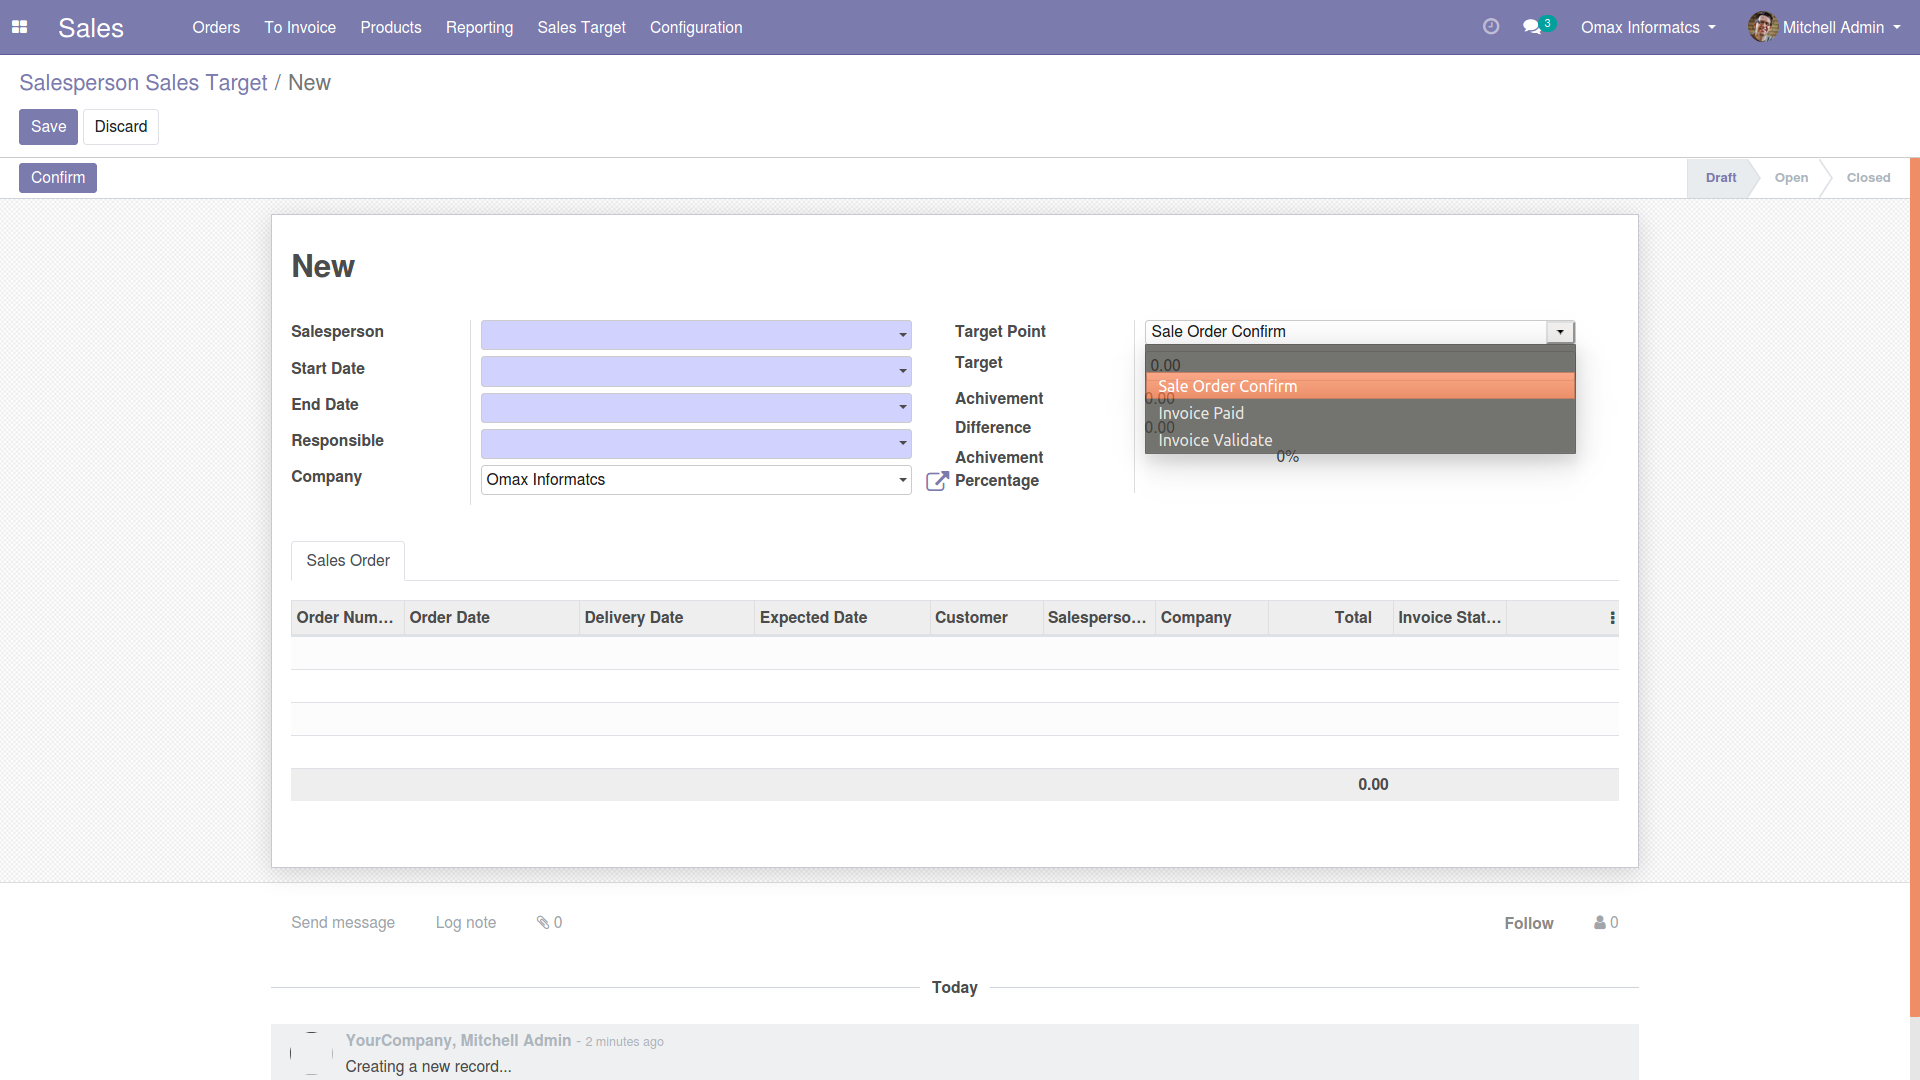 Sales Orders To Invoice Products Reporting Sales Target Configuration 3 Omax Informatcs Mitchell Admin
Salesperson Sales Target / New
Save Discard
Confirm Draft Open Closed
New
Salesperson
Start Date
End Date
Responsible
Company Omax Informatcs
Target Point Sale Order Confirm
Target 0.00
Sale Order Confirm
Achivement 0.00
Invoice Paid
Difference 0.00
Invoice Validate
Achivement Percentage 0%
Sales Order
Order Num... Order Date Delivery Date Expected Date Customer Salesperso... Company Total Invoice Stat...
0.00
Send message Log note 0 Follow 0
Today
YourCompany, Mitchell Admin - 2 minutes ago
Creating a new record...